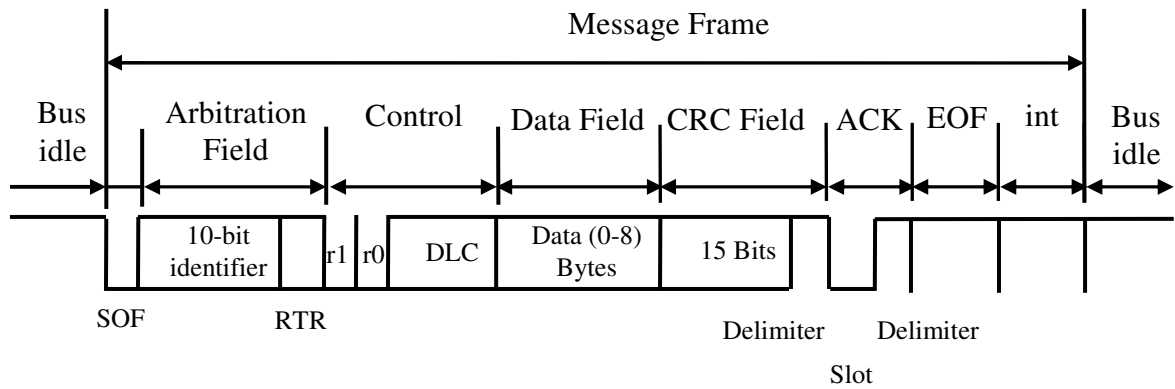 Message Frame
Bus
idle
Arbitration
Field
Control
Data Field
CRC Field
ACK
EOF
int
Bus
idle
10-bit
identifier
r1
r0
DLC
Data (0-8)
Bytes
15 Bits
SOF
RTR
Delimiter
Delimiter
Slot